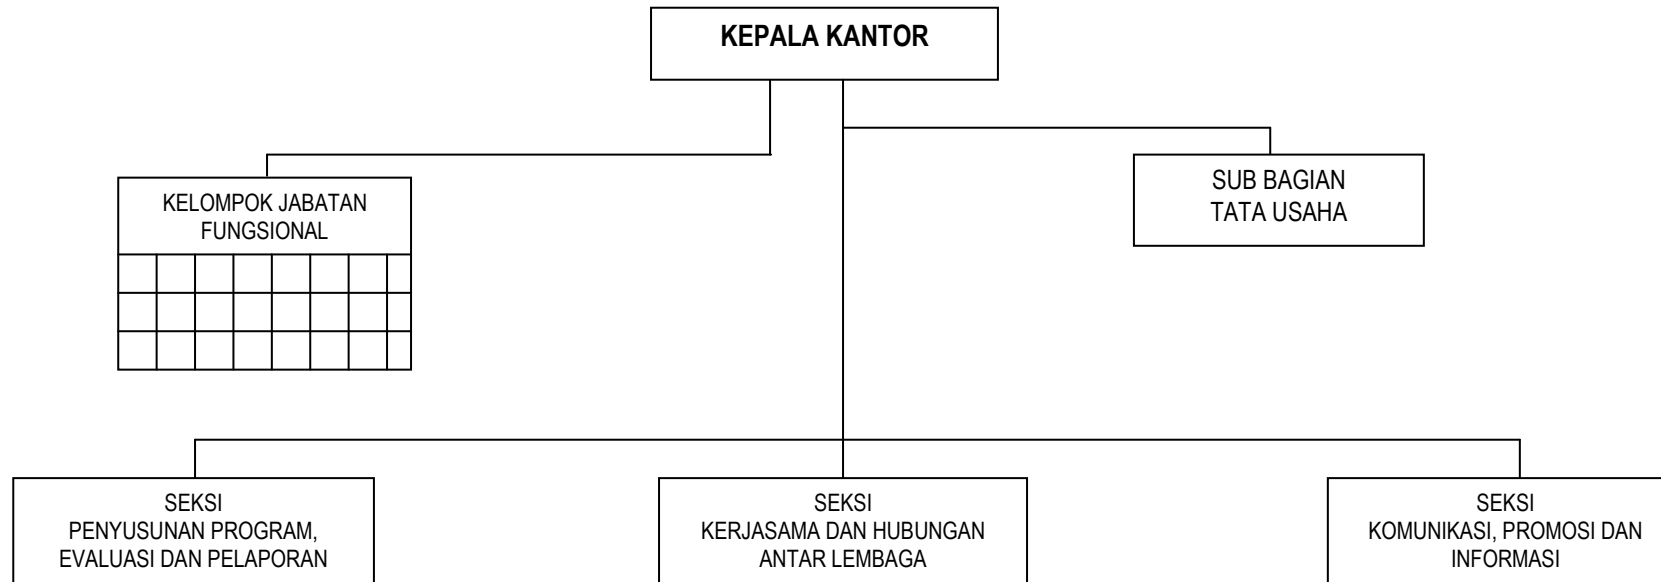 KEPALA KANTOR
KELOMPOK JABATAN
FUNGSIONAL
SUB BAGIAN
TATA USAHA
SEKSI
PENYUSUNAN PROGRAM,
EVALUASI DAN PELAPORAN
SEKSI
KERJASAMA DAN HUBUNGAN
ANTAR LEMBAGA
SEKSI
KOMUNIKASI, PROMOSI DAN
INFORMASI